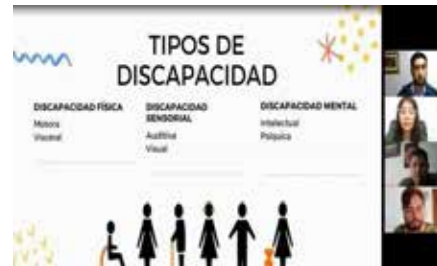 TIPOS DE
DISCAPACIDAD
DISCAPACIDAD FÍSICA
Motora
Visceral
DISCAPACIDAD
SENSORIAL
Auditiva
Visual
DISCAPACIDAD MENTAL
Intelectual
Psíquica